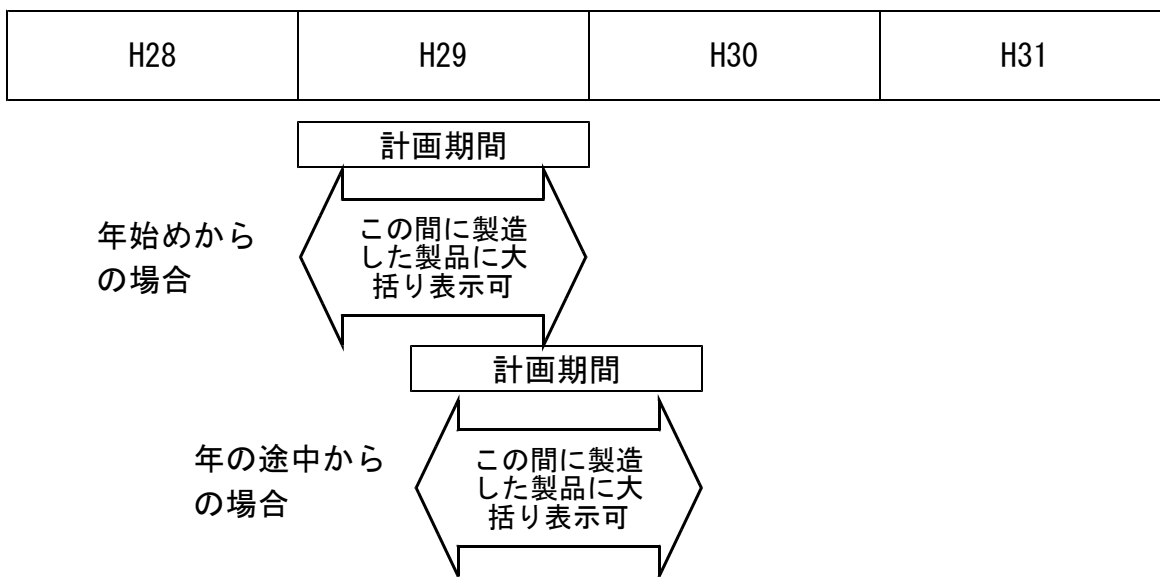 H28 H29 H30 H31
計画期間
年始めから
の場合
この間に製造
した製品に大
括り表示可
計画期間
年の途中から
の場合
この間に製造
した製品に大
括り表示可